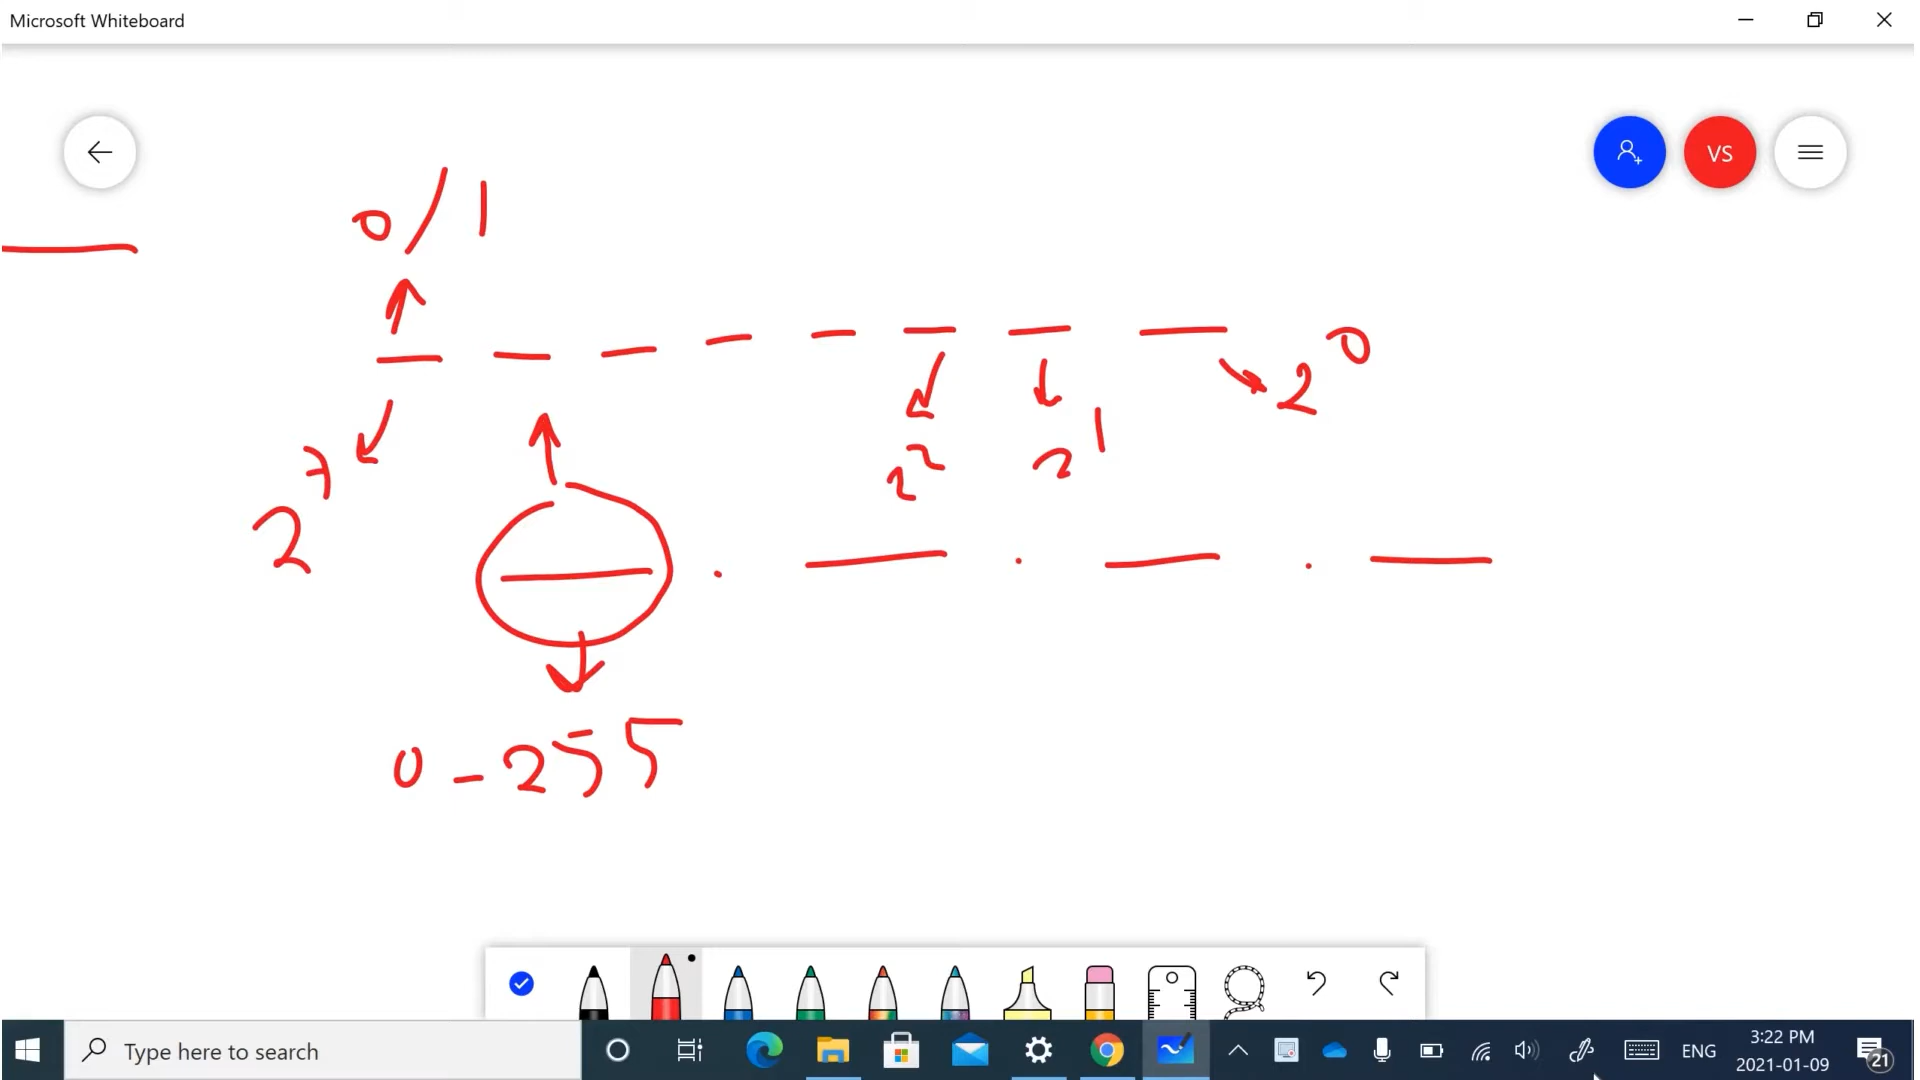 Microsoft Whiteboard
VS
0/1
2^0
2^7
2^2
2^1
0-255
Type here to search
ENG
3:22 PM
2021-01-09
21